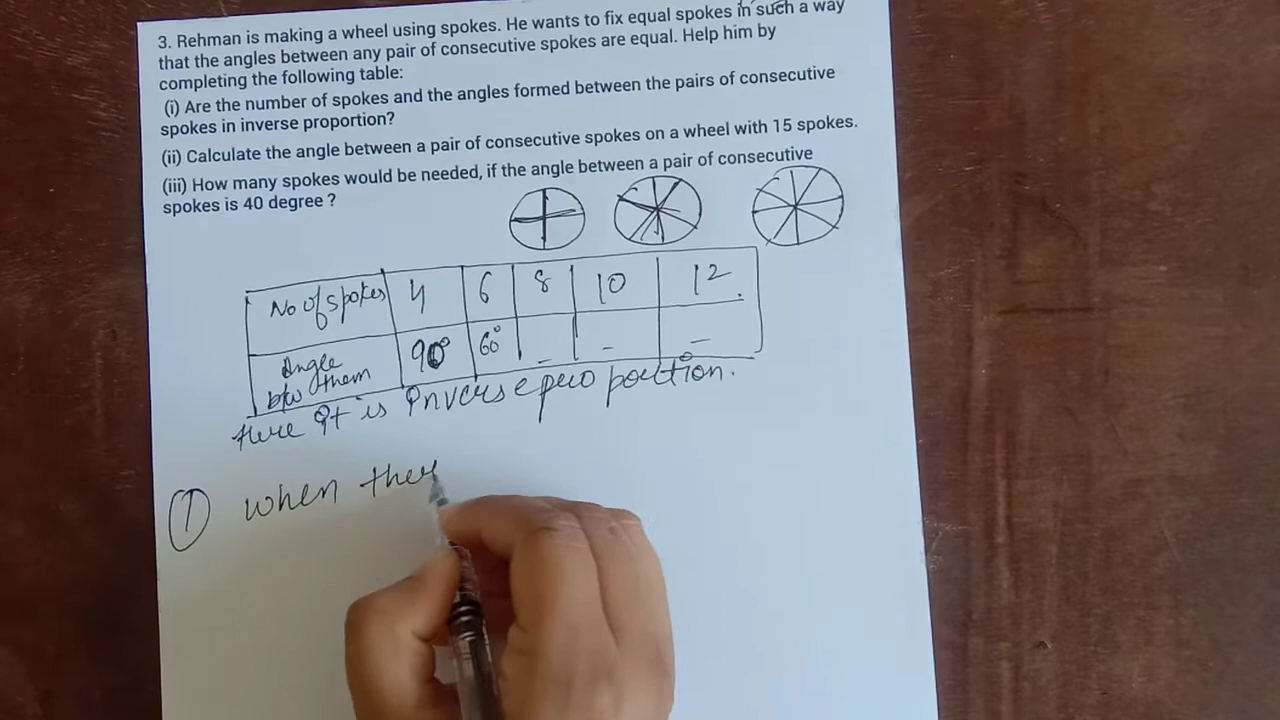 3. Rehman is making a wheel using spokes. He wants to fix equal spokes in such a way
that the angles between any pair of consecutive spokes are equal. Help him by
completing the following table:
(i) Are the number of spokes and the angles formed between the pairs of consecutive
spokes in inverse proportion?
(ii) Calculate the angle between a pair of consecutive spokes on a wheel with 15 spokes.
(iii) How many spokes would be needed, if the angle between a pair of consecutive
spokes is 40 degree ?
No of spokes 4 6 8 10 12.
Angle 90° 60° _ _ _
b/w them
Here it is inverse proportion.
① when ther